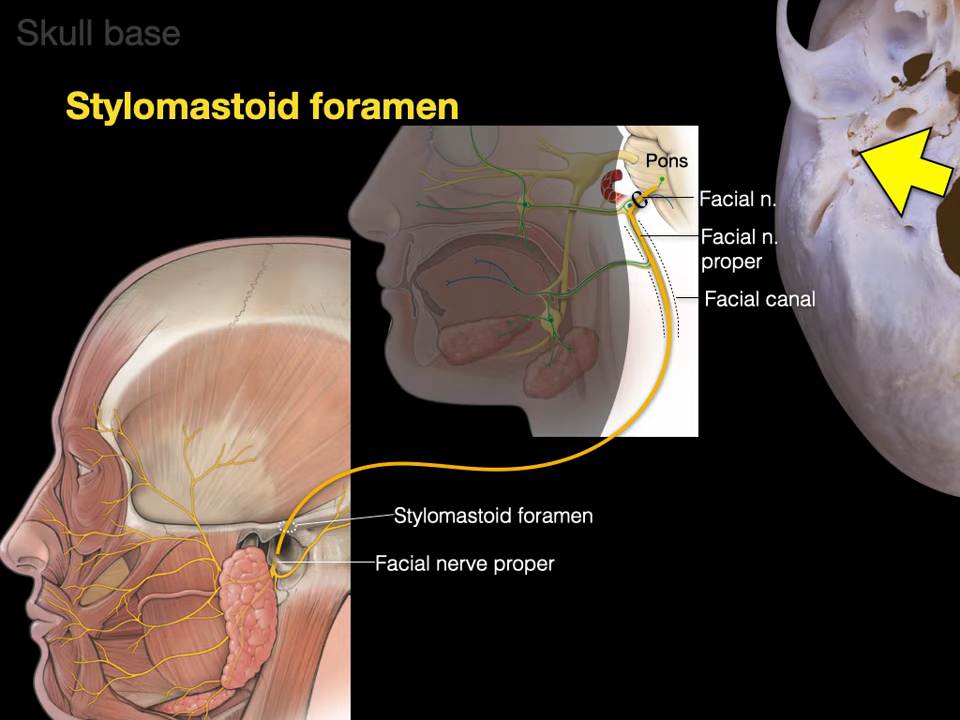 Skull base
Stylomastoid foramen
Pons
Facial n.
Facial n.
proper
Facial canal
Stylomastoid foramen
Facial nerve proper